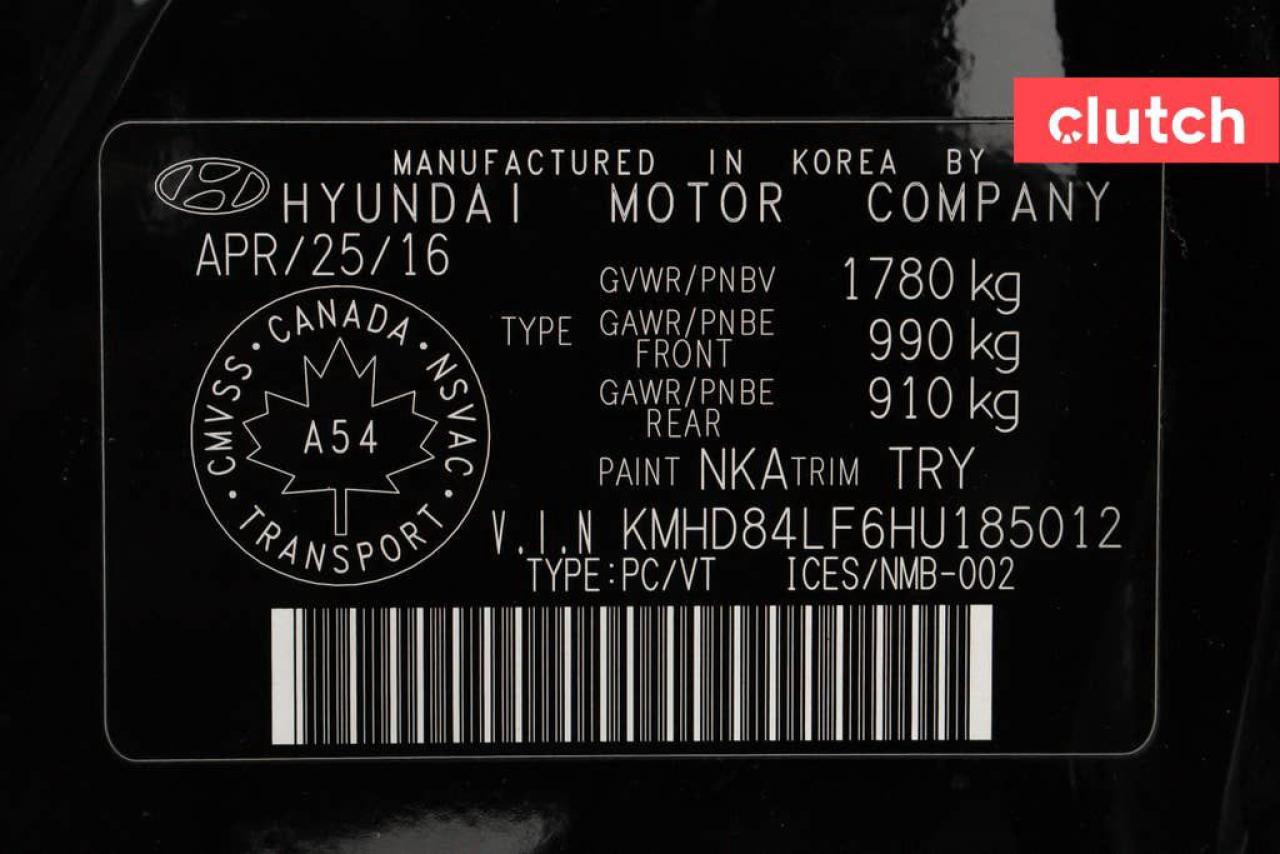 clutch
MANUFACTURED IN KOREA BY
HYUNDAI MOTOR COMPANY
APR/25/16
GVWR/PNBV 1780 kg
TYPE GAWR/PNBE FRONT 990 kg
GAWR/PNBE REAR 910 kg
CMVSS · CANADA · NSVAC · TRANSPORT ·
A54
PAINT NKA TRIM TRY
V.I.N KMHD84LF6HU185012
TYPE:PC/VT ICES/NMB-002